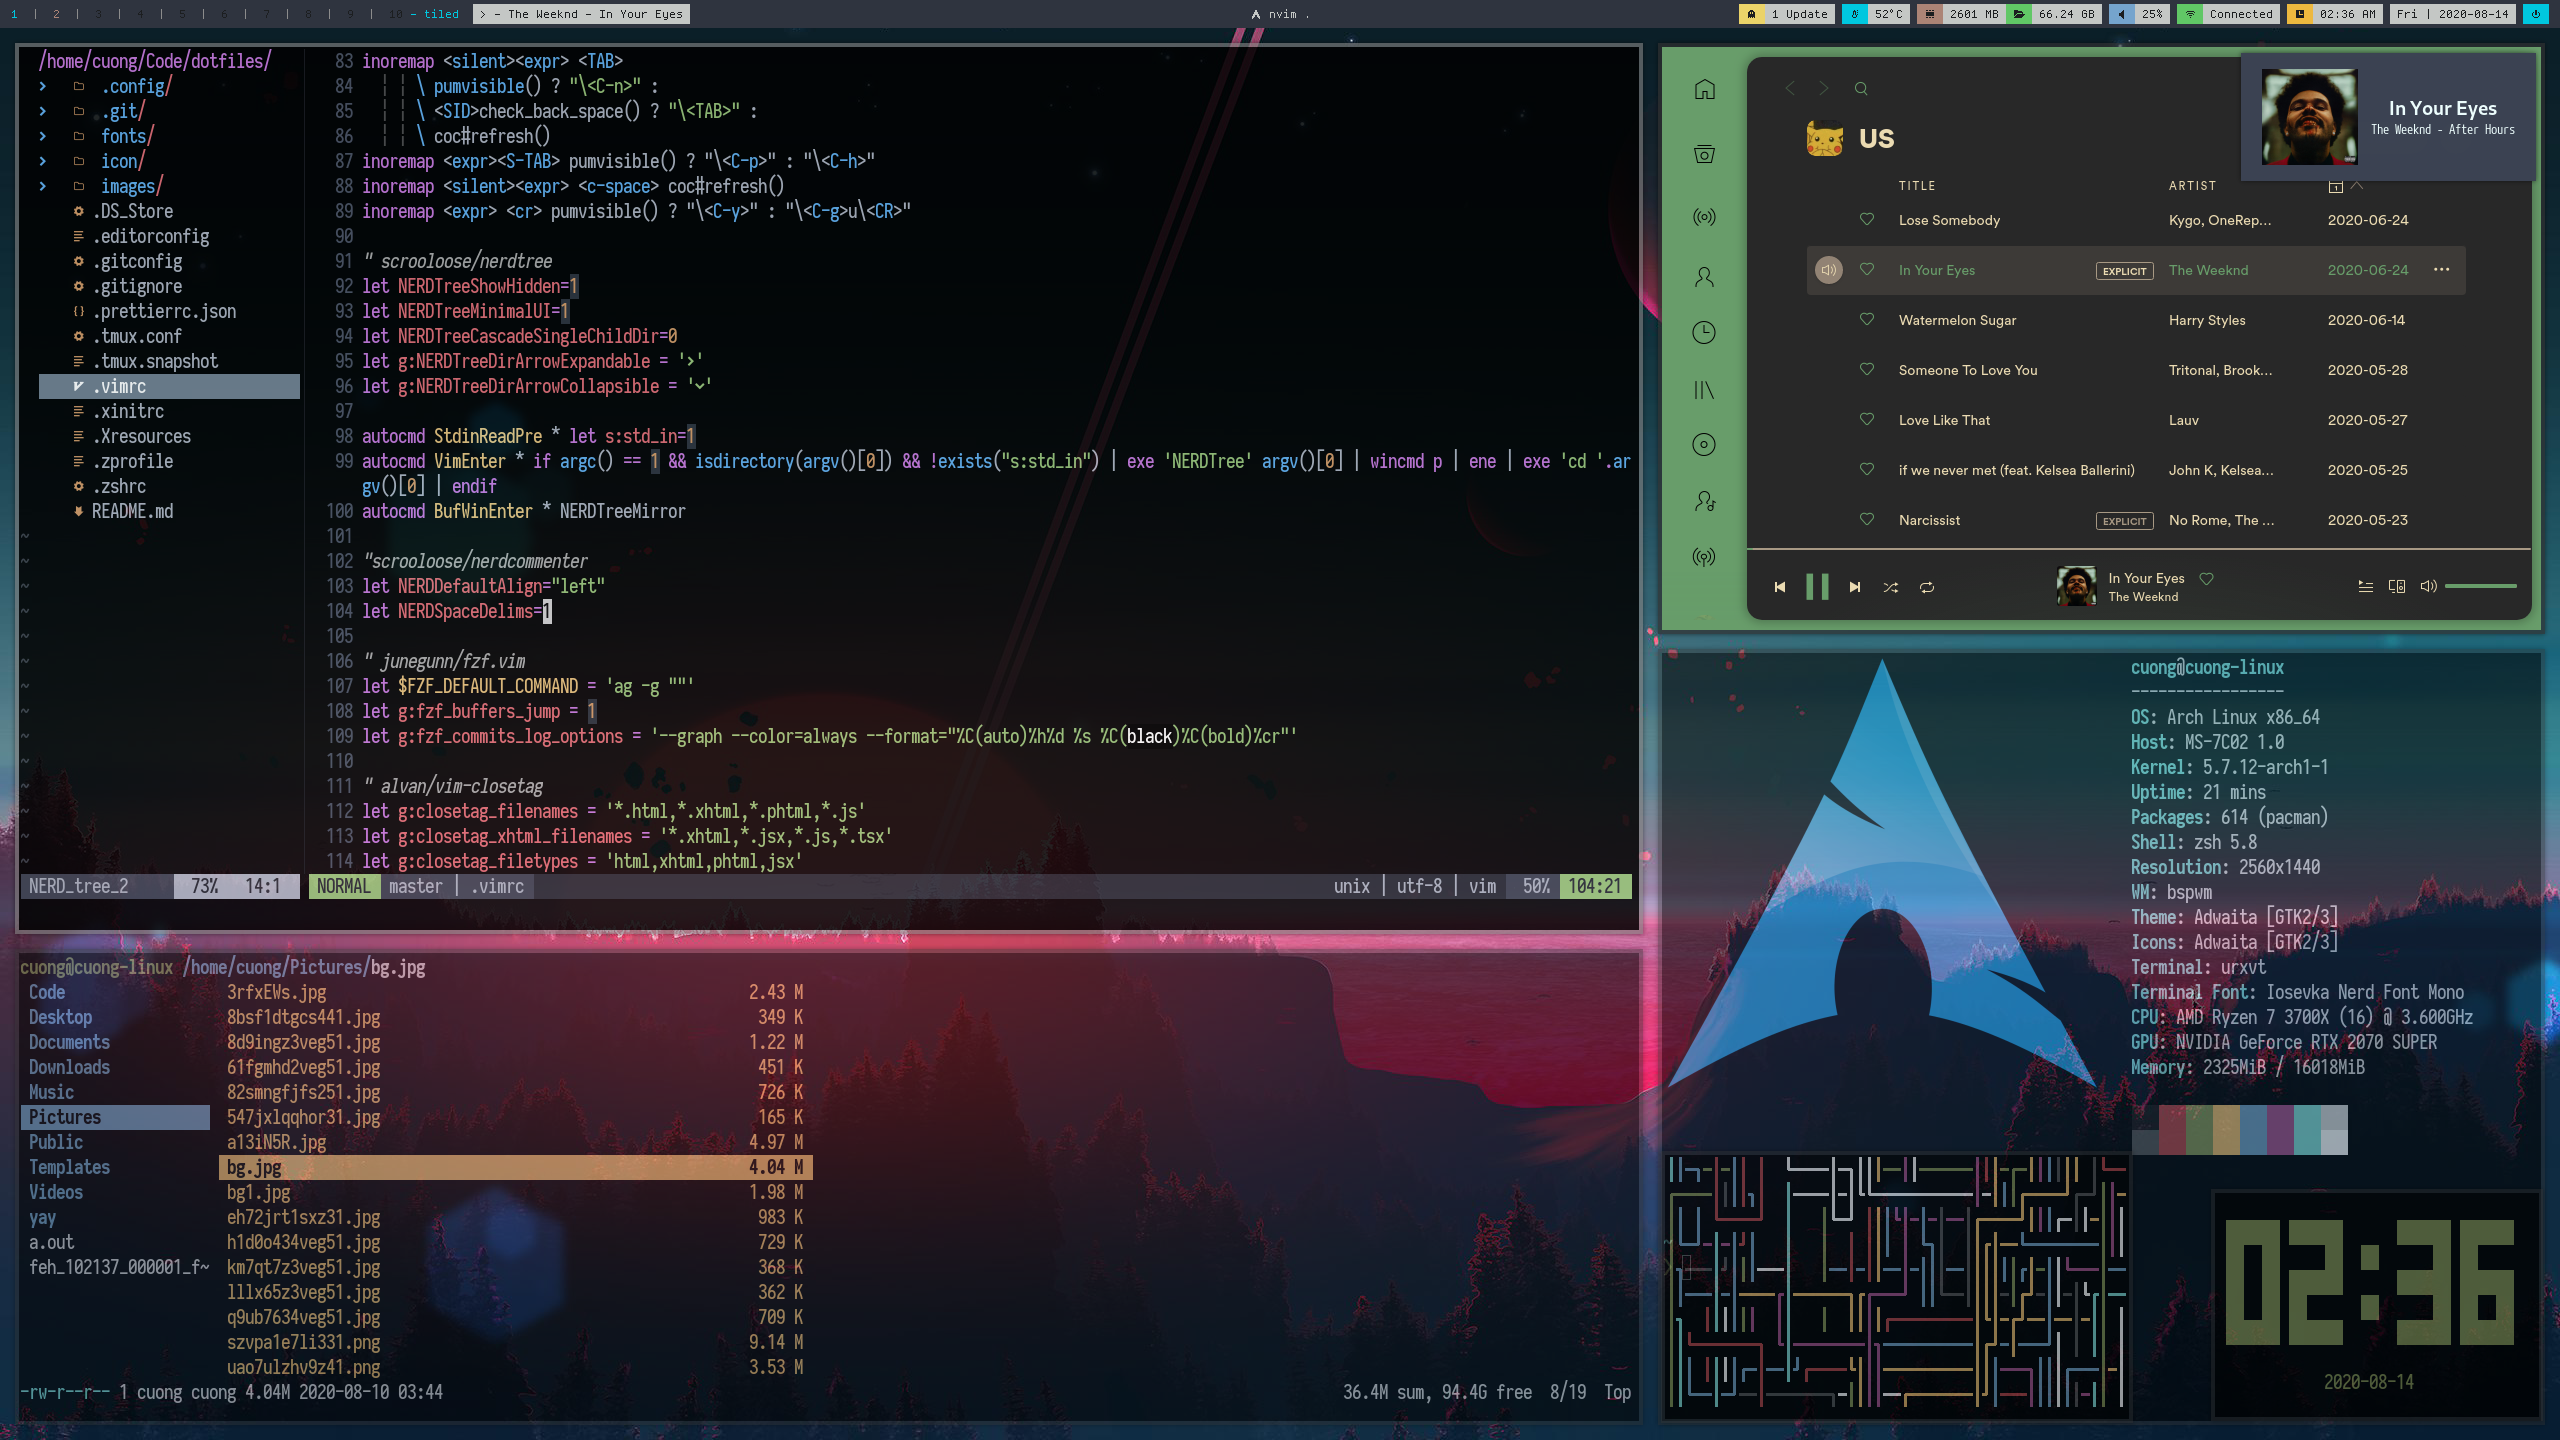 1 | 2 | 3 | 4 | 5 | 6 | 7 | 8 | 9 | 10 - tiled > - The Weeknd - In Your Eyes
nvim .
1 Update 52°C 2601 MB 66.24 GB 25% Connected 02:36 AM Fri | 2020-08-14
/home/cuong/Code/dotfiles/
.config/
.git/
fonts/
icon/
images/
.DS_Store
.editorconfig
.gitconfig
.gitignore
.prettierrc.json
.tmux.conf
.tmux.snapshot
.vimrc
.xinitrc
.Xresources
.zprofile
.zshrc
README.md
83 inoremap <silent><expr> <TAB>
84 \ pumvisible() ? "\<C-n>" :
85 \ <SID>check_back_space() ? "\<TAB>" :
86 \ coc#refresh()
87 inoremap <expr><S-TAB> pumvisible() ? "\<C-p>" : "\<C-h>"
88 inoremap <silent><expr> <c-space> coc#refresh()
89 inoremap <expr> <cr> pumvisible() ? "\<C-y>" : "\<C-g>u\<CR>"
90
91 " scrooloose/nerdtree
92 let NERDTreeShowHidden=1
93 let NERDTreeMinimalUI=1
94 let NERDTreeCascadeSingleChildDir=0
95 let g:NERDTreeDirArrowExpandable = '›'
96 let g:NERDTreeDirArrowCollapsible = '⌄'
97
98 autocmd StdinReadPre * let s:std_in=1
99 autocmd VimEnter * if argc() == 1 && isdirectory(argv()[0]) && !exists("s:std_in") | exe 'NERDTree' argv()[0] | wincmd p | ene | exe 'cd '.ar
gv()[0] | endif
100 autocmd BufWinEnter * NERDTreeMirror
101
102 "scrooloose/nerdcommenter
103 let NERDDefaultAlign="left"
104 let NERDSpaceDelims=1
105
106 " junegunn/fzf.vim
107 let $FZF_DEFAULT_COMMAND = 'ag -g ""'
108 let g:fzf_buffers_jump = 1
109 let g:fzf_commits_log_options = '--graph --color=always --format="%C(auto)%h%d %s %C(black)%C(bold)%cr"'
110
111 " alvan/vim-closetag
112 let g:closetag_filenames = '*.html,*.xhtml,*.phtml,*.js'
113 let g:closetag_xhtml_filenames = '*.xhtml,*.jsx,*.js,*.tsx'
114 let g:closetag_filetypes = 'html,xhtml,phtml,jsx'
NERD_tree_2 73% 14:1 NORMAL master | .vimrc unix | utf-8 | vim 50% 104:21
cuong@cuong-linux /home/cuong/Pictures/bg.jpg
Code
Desktop
Documents
Downloads
Music
Pictures
Public
Templates
Videos
yay
a.out
feh_102137_000001_f~
3rfxEWs.jpg 2.43 M
8bsf1dtgcs441.jpg 349 K
8d9ingz3veg51.jpg 1.22 M
61fgmhd2veg51.jpg 451 K
82smngfjfs251.jpg 726 K
547jxlqqhor31.jpg 165 K
a13iN5R.jpg 4.97 M
bg.jpg 4.04 M
bg1.jpg 1.98 M
eh72jrt1sxz31.jpg 983 K
h1d0o434veg51.jpg 729 K
km7qt7z3veg51.jpg 368 K
lllx65z3veg51.jpg 362 K
q9ub7634veg51.jpg 709 K
szvpa1e7li331.png 9.14 M
uao7ulzhv9z41.png 3.53 M
-rw-r--r-- 1 cuong cuong 4.04M 2020-08-10 03:44 36.4M sum, 94.4G free 8/19 Top
US
In Your Eyes
The Weeknd - After Hours
TITLE ARTIST
Lose Somebody Kygo, OneRep... 2020-06-24
In Your Eyes EXPLICIT The Weeknd 2020-06-24 •••
Watermelon Sugar Harry Styles 2020-06-14
Someone To Love You Tritonal, Brook... 2020-05-28
Love Like That Lauv 2020-05-27
if we never met (feat. Kelsea Ballerini) John K, Kelsea... 2020-05-25
Narcissist EXPLICIT No Rome, The ... 2020-05-23
In Your Eyes
The Weeknd
cuong@cuong-linux
-----------------
OS: Arch Linux x86_64
Host: MS-7C02 1.0
Kernel: 5.7.12-arch1-1
Uptime: 21 mins
Packages: 614 (pacman)
Shell: zsh 5.8
Resolution: 2560x1440
WM: bspwm
Theme: Adwaita [GTK2/3]
Icons: Adwaita [GTK2/3]
Terminal: urxvt
Terminal Font: Iosevka Nerd Font Mono
CPU: AMD Ryzen 7 3700X (16) @ 3.600GHz
GPU: NVIDIA GeForce RTX 2070 SUPER
Memory: 2325MiB / 16018MiB
02:36
2020-08-14